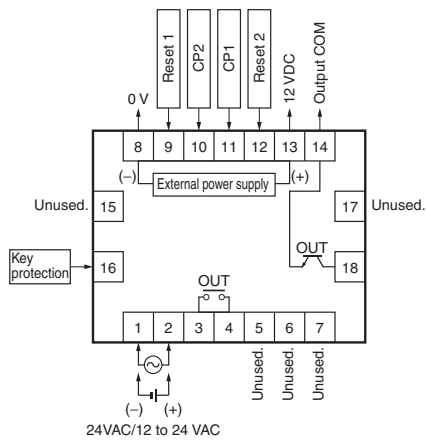 Reset 1
CP2
CP1
Reset 2
12 VDC
Output COM
0 V
8 9 10 11 12 13 14
(−) External power supply (+)
Unused. 15
17 Unused.
Key
protection
16
OUT
18
OUT
1 2 3 4 5 6 7
Unused.
Unused.
Unused.
(−) (+)
24VAC/12 to 24 VAC